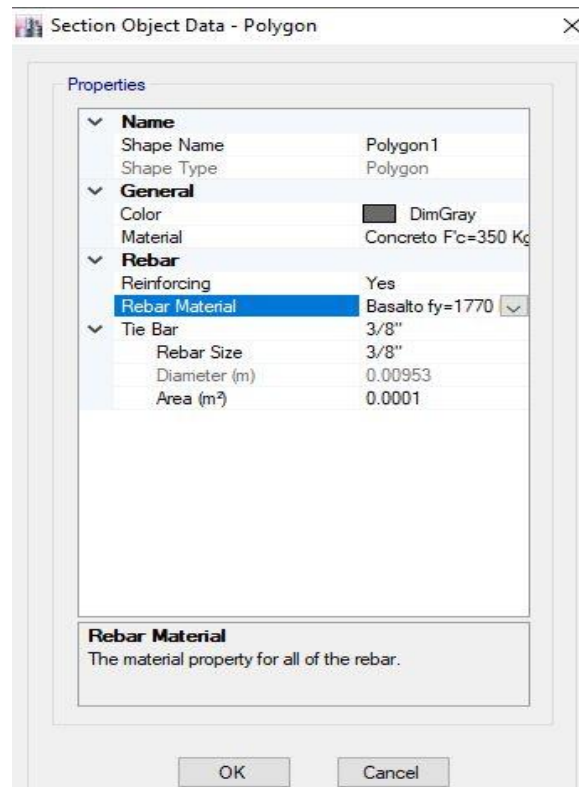 Section Object Data - Polygon
Properties
Name
Shape Name Polygon1
Shape Type Polygon
General
Color DimGray
Material Concreto F'c=350 Kg
Rebar
Reinforcing Yes
Rebar Material Basalto fy=1770
Tie Bar 3/8"
Rebar Size 3/8"
Diameter (m) 0.00953
Area (m²) 0.0001
Rebar Material
The material property for all of the rebar.
OK Cancel